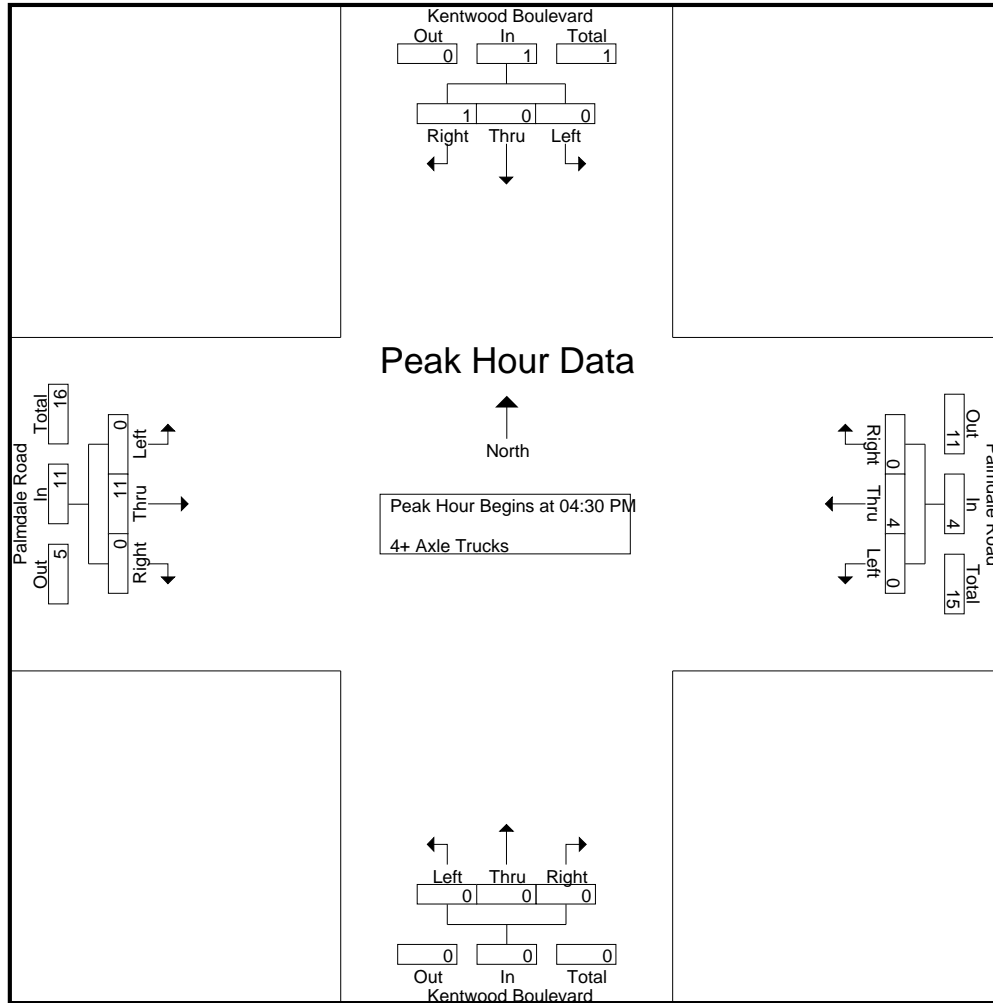 Kentwood Boulevard
Out In Total
0 1 1
1 0 0
Right Thru Left
Peak Hour Data
North
Peak Hour Begins at 04:30 PM
4+ Axle Trucks
Palmdale Road
Total In Out
16 11 5
0 11 0
Left Thru Right
Right Thru Left
0 4 0
Out In Total
11 4 15
Palmdale Road
Left Thru Right
0 0 0
0 0 0
Out In Total
Kentwood Boulevard